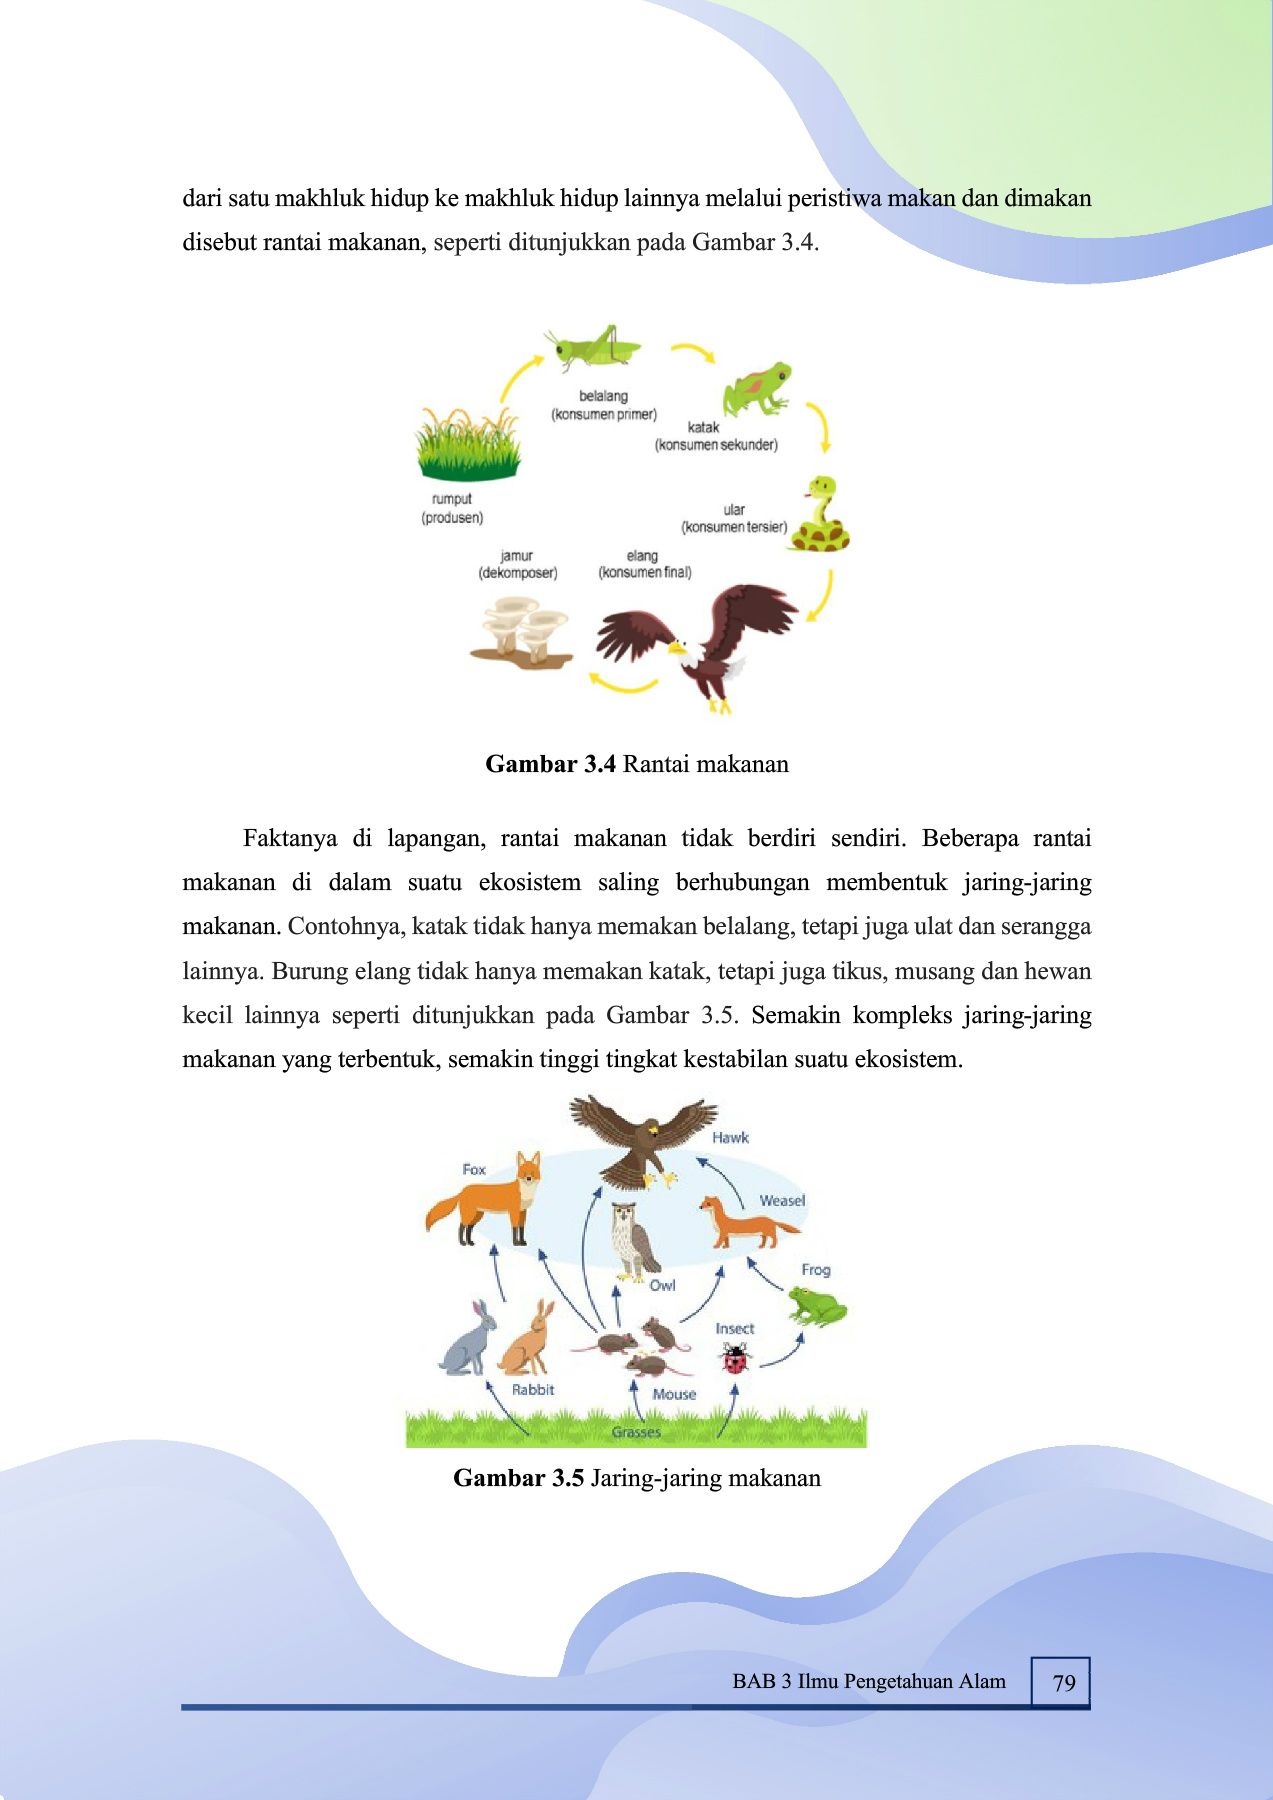 dari satu makhluk hidup ke makhluk hidup lainnya melalui peristiwa makan dan dimakan
disebut rantai makanan, seperti ditunjukkan pada Gambar 3.4.
belalang
(konsumen primer)
katak
(konsumen sekunder)
rumput
(produsen)
ular
(konsumen tersier)
jamur
(dekomposer)
elang
(konsumen final)
Gambar 3.4 Rantai makanan
Faktanya di lapangan, rantai makanan tidak berdiri sendiri. Beberapa rantai
makanan di dalam suatu ekosistem saling berhubungan membentuk jaring-jaring
makanan. Contohnya, katak tidak hanya memakan belalang, tetapi juga ulat dan serangga
lainnya. Burung elang tidak hanya memakan katak, tetapi juga tikus, musang dan hewan
kecil lainnya seperti ditunjukkan pada Gambar 3.5. Semakin kompleks jaring-jaring
makanan yang terbentuk, semakin tinggi tingkat kestabilan suatu ekosistem.
Hawk
Fox
Weasel
Owl
Frog
Insect
Rabbit
Mouse
Grasses
Gambar 3.5 Jaring-jaring makanan
BAB 3 Ilmu Pengetahuan Alam 79